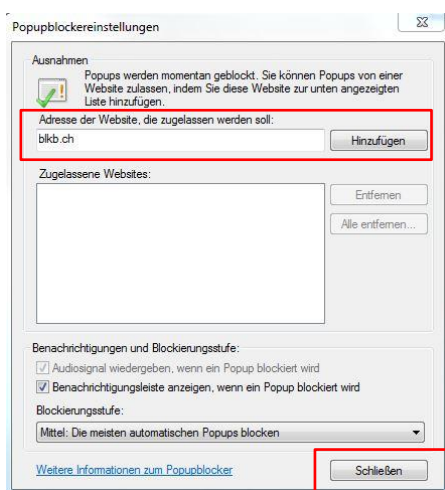 Popupblockereinstellungen
Ausnahmen
Popups werden momentan geblockt. Sie können Popups von einer
Website zulassen, indem Sie diese Website zur unten angezeigten
Liste hinzufügen.
Adresse der Website, die zugelassen werden soll:
blkb.ch
Hinzufügen
Zugelassene Websites:
Entfernen
Alle entfernen...
Benachrichtigungen und Blockierungsstufe:
Audiosignal wiedergeben, wenn ein Popup blockiert wird
Benachrichtigungsleiste anzeigen, wenn ein Popup blockiert wird
Blockierungsstufe:
Mittel: Die meisten automatischen Popups blocken
Weitere Informationen zum Popupblocker
Schließen